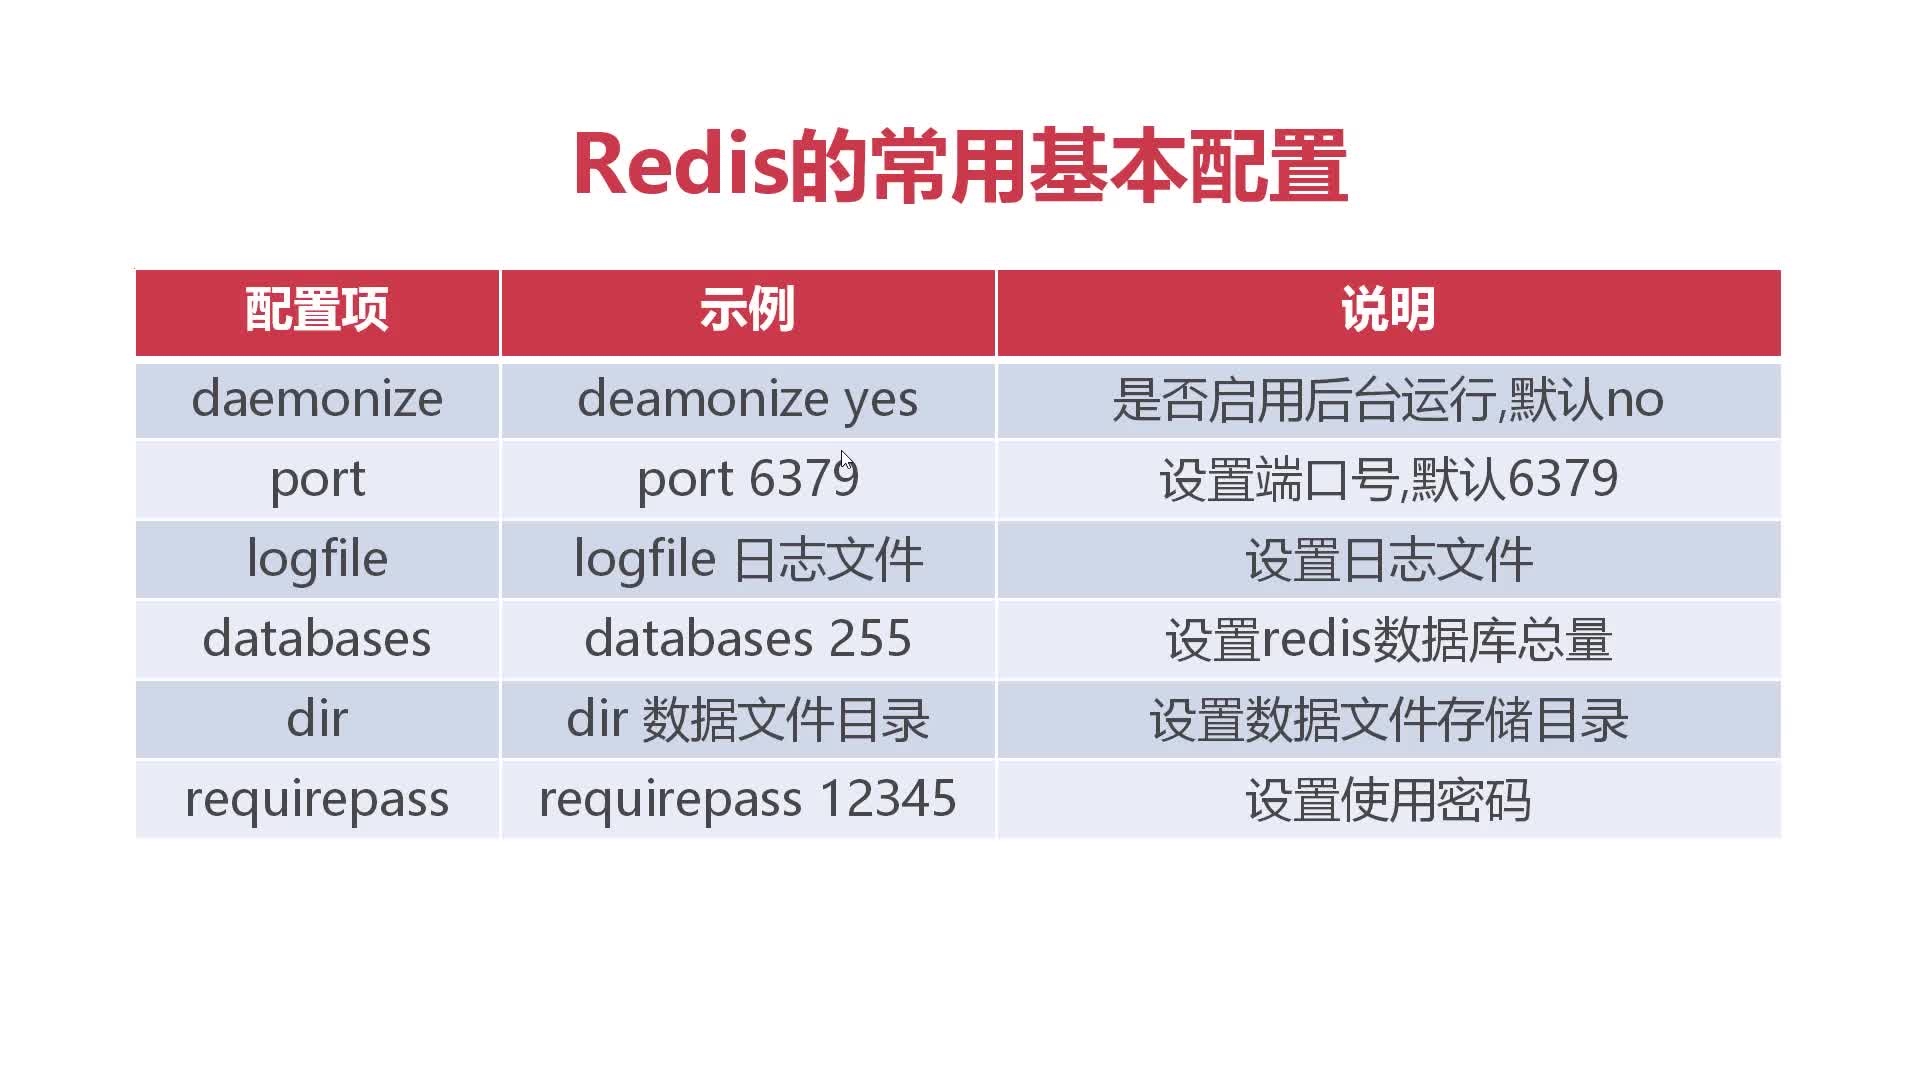 Redis的常用基本配置
配置项 示例 说明
daemonize deamonize yes 是否启用后台运行,默认no
port port 6379 设置端口号,默认6379
logfile logfile 日志文件 设置日志文件
databases databases 255 设置redis数据库总量
dir dir 数据文件目录 设置数据文件存储目录
requirepass requirepass 12345 设置使用密码